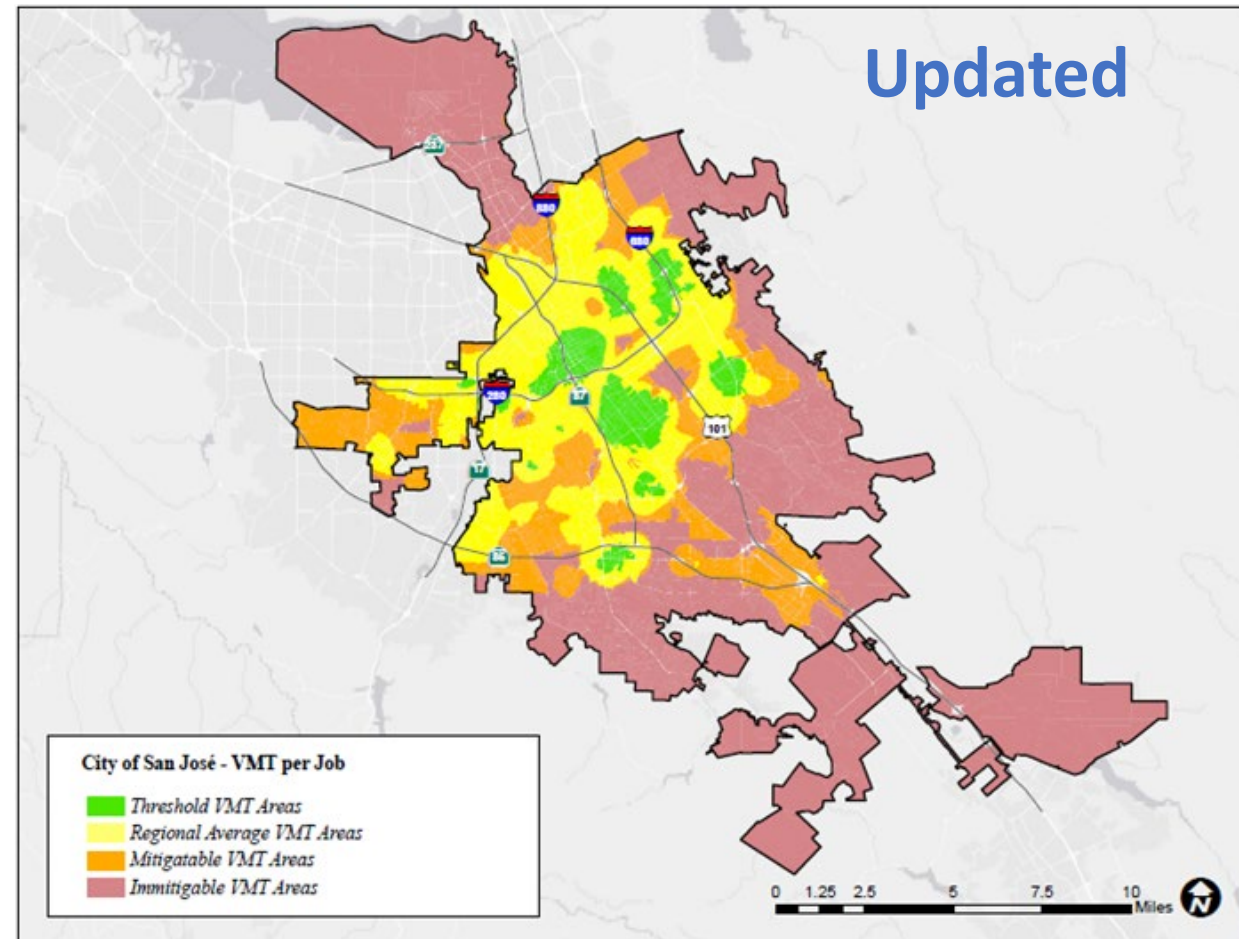 Updated
237
880
680
280
87
101
17
85
City of San José - VMT per Job
Threshold VMT Areas
Regional Average VMT Areas
Mitigatable VMT Areas
Immitigable VMT Areas
0 1.25 2.5 5 7.5 10
Miles
N